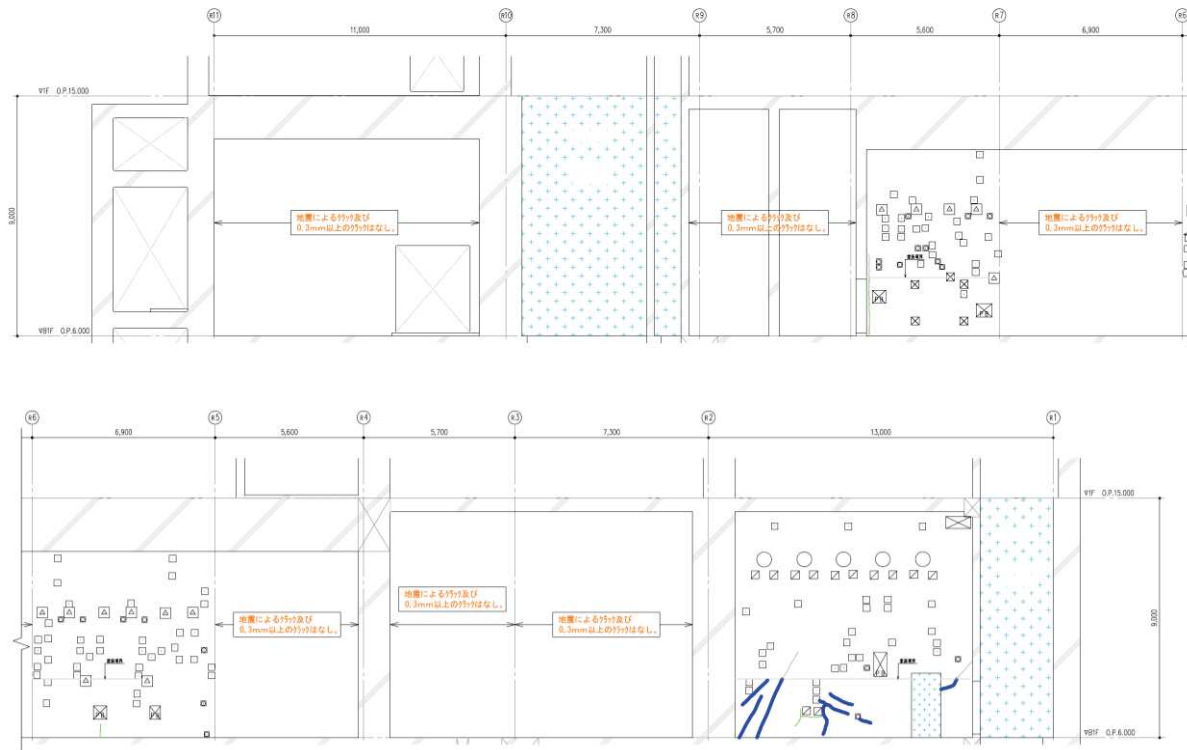 R11 R10 R9 R8 R7 R6
11,000 7,300 5,700 5,600 6,900
▽1F O.P.15.000
9,000
地震によるクラック及び
0.3mm以上のクラックはなし。
地震によるクラック及び
0.3mm以上のクラックはなし。
地震によるクラック及び
0.3mm以上のクラックはなし。
▽B1F O.P.6.000
R6 R5 R4 R3 R2 R1
6,900 5,600 5,700 7,300 13,000
▽1F O.P.15.000
地震によるクラック及び
0.3mm以上のクラックはなし。
地震によるクラック及び
0.3mm以上のクラックはなし。
地震によるクラック及び
0.3mm以上のクラックはなし。
9,000
▽B1F O.P.6.000